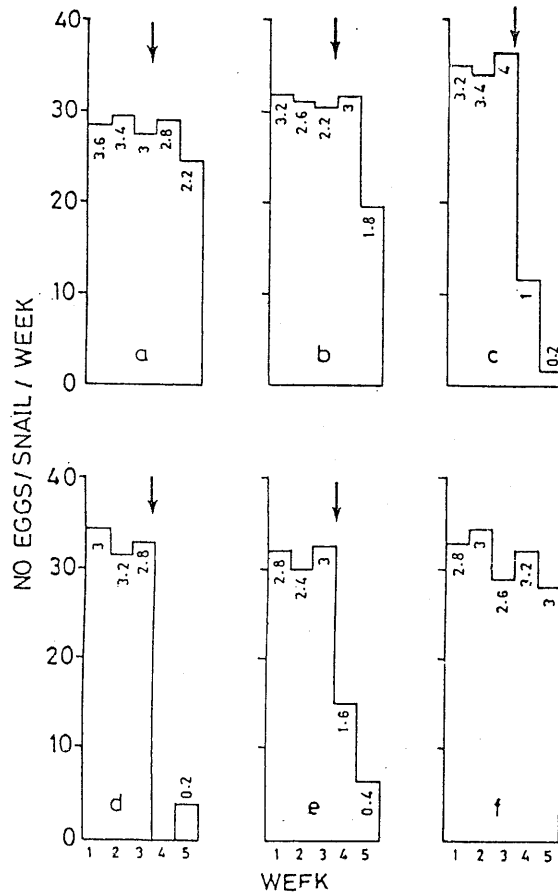 NO EGGS/SNAIL/WEEK
40
30
20
10
0
3.6 3.4 3 2.8 2.2
a
3.2 2.6 2.2 3 1.8
b
3.2 3.4 4 1 0.2
c
40
30
20
10
0
3 3.2 2.8 0.2
d
2.8 2.4 3 1.6 0.4
e
2.8 3 2.6 3.2 3
f
1 2 3 4 5
1 2 3 4 5
1 2 3 4 5
WEEK